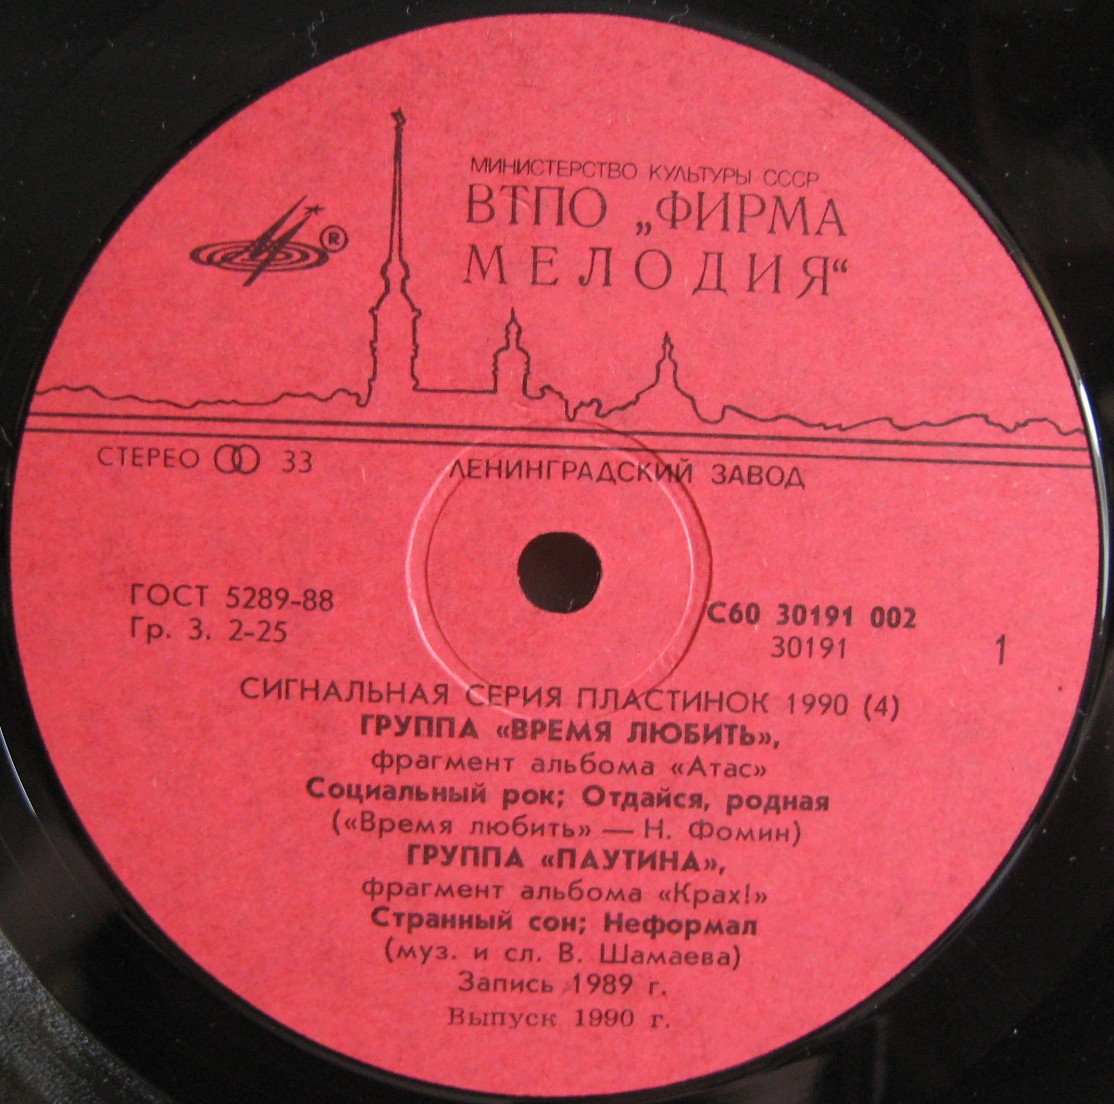 МИНИСТЕРСТВО КУЛЬТУРЫ СССР
ВТПО „ФИРМА
МЕЛОДИЯ“
®
СТЕРЕО 33
ЛЕНИНГРАДСКИЙ ЗАВОД
ГОСТ 5289-88
Гр. 3. 2-25
С60 30191 002
30191
1
СИГНАЛЬНАЯ СЕРИЯ ПЛАСТИНОК 1990 (4)
ГРУППА «ВРЕМЯ ЛЮБИТЬ»,
фрагмент альбома «Атас»
Социальный рок; Отдайся, родная
(«Время любить» — Н. Фомин)
ГРУППА «ПАУТИНА»,
фрагмент альбома «Крах!»
Странный сон; Неформал
(муз. и сл. В. Шамаева)
Запись 1989 г.
Выпуск 1990 г.